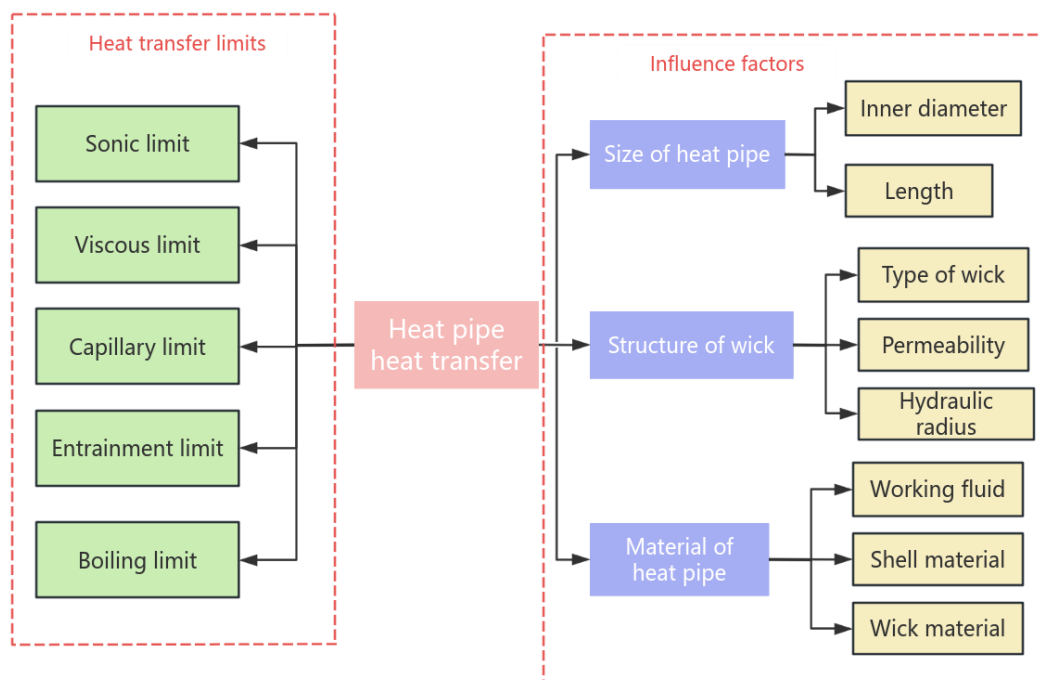 Heat transfer limits
Sonic limit
Viscous limit
Capillary limit
Entrainment limit
Boiling limit
Heat pipe
heat transfer
Influence factors
Size of heat pipe
Inner diameter
Length
Structure of wick
Type of wick
Permeability
Hydraulic
radius
Material of
heat pipe
Working fluid
Shell material
Wick material